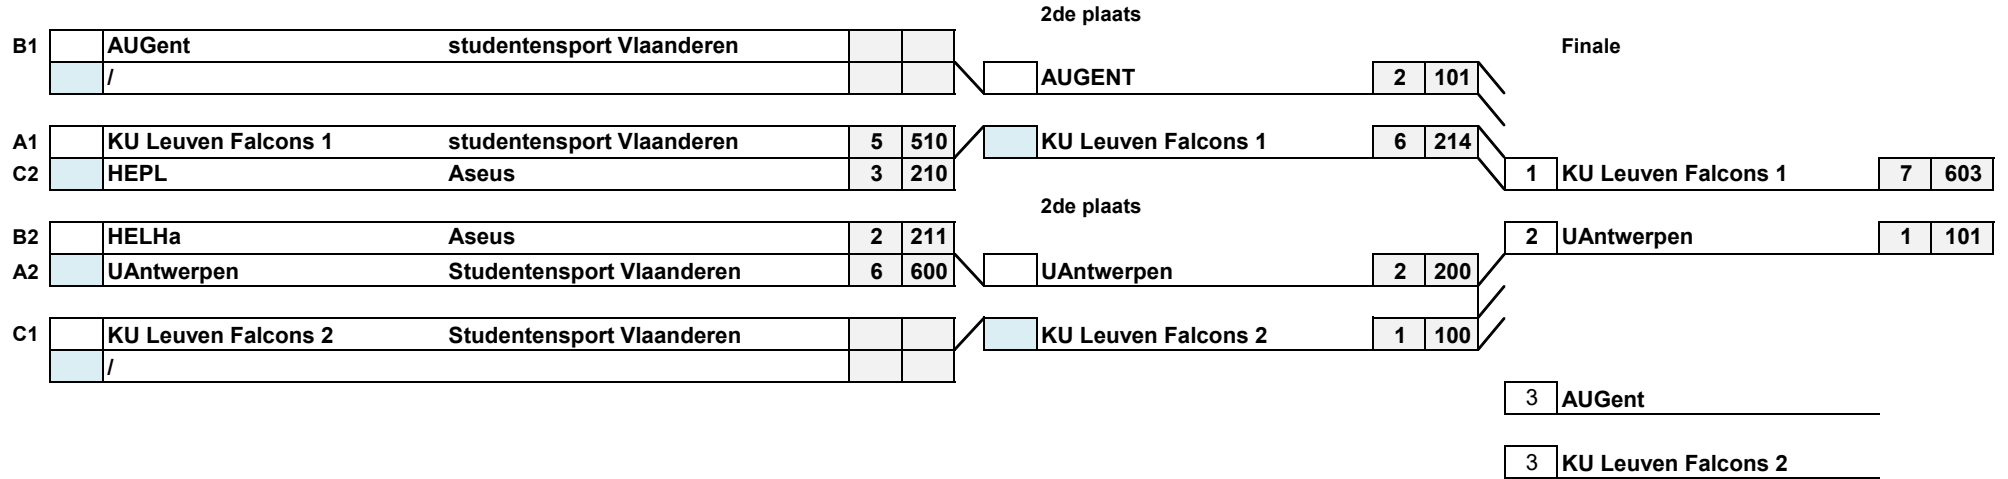 2de plaats
B1 AUGent studentensport Vlaanderen Finale
/ AUGENT 2 101
A1 KU Leuven Falcons 1 studentensport Vlaanderen 5 510 KU Leuven Falcons 1 6 214
C2 HEPL Aseus 3 210 1 KU Leuven Falcons 1 7 603
2de plaats
B2 HELHa Aseus 2 211 2 UAntwerpen 1 101
A2 UAntwerpen Studentensport Vlaanderen 6 600 UAntwerpen 2 200
C1 KU Leuven Falcons 2 Studentensport Vlaanderen KU Leuven Falcons 2 1 100
/
3 AUGent
3 KU Leuven Falcons 2